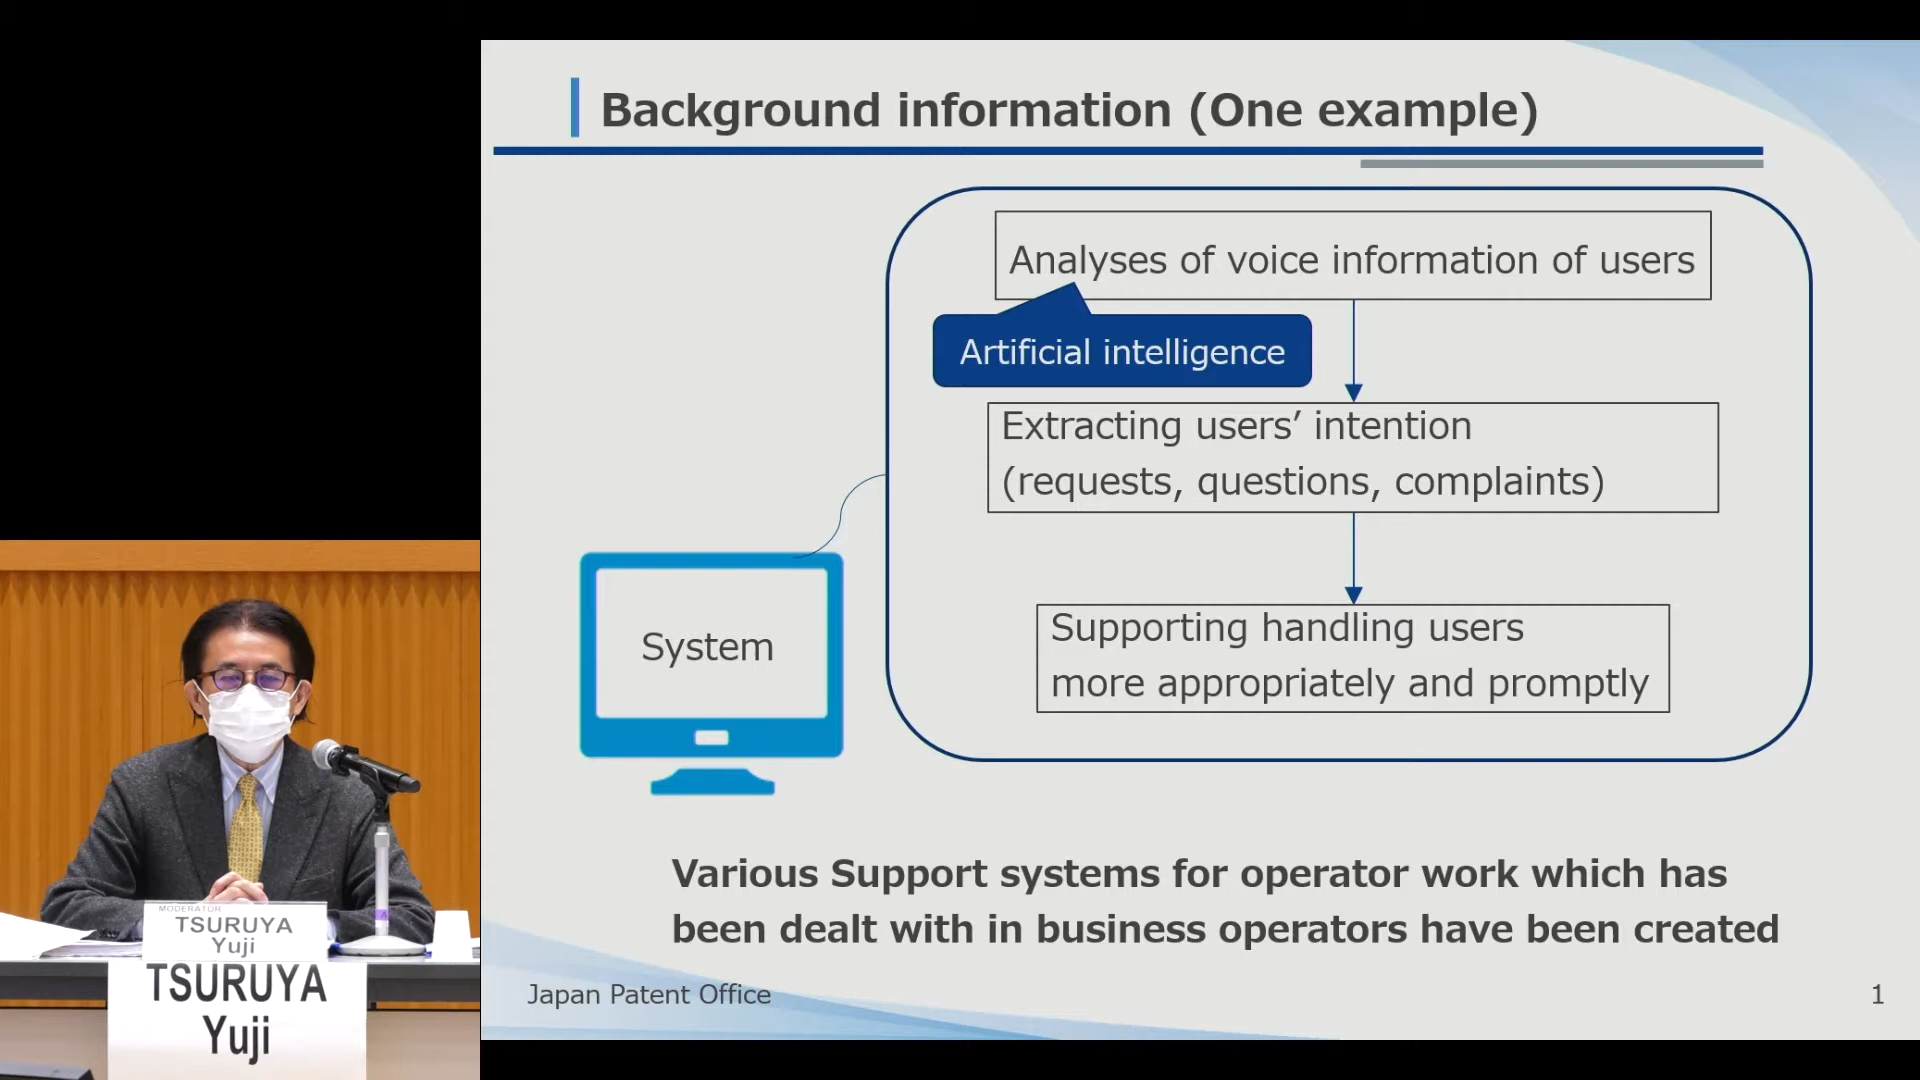 Background information (One example)
Analyses of voice information of users
Artificial intelligence
Extracting users’ intention
(requests, questions, complaints)
System
Supporting handling users
more appropriately and promptly
Various Support systems for operator work which has
been dealt with in business operators have been created
Japan Patent Office
1
MODERATOR
TSURUYA
Yuji
TSURUYA
Yuji